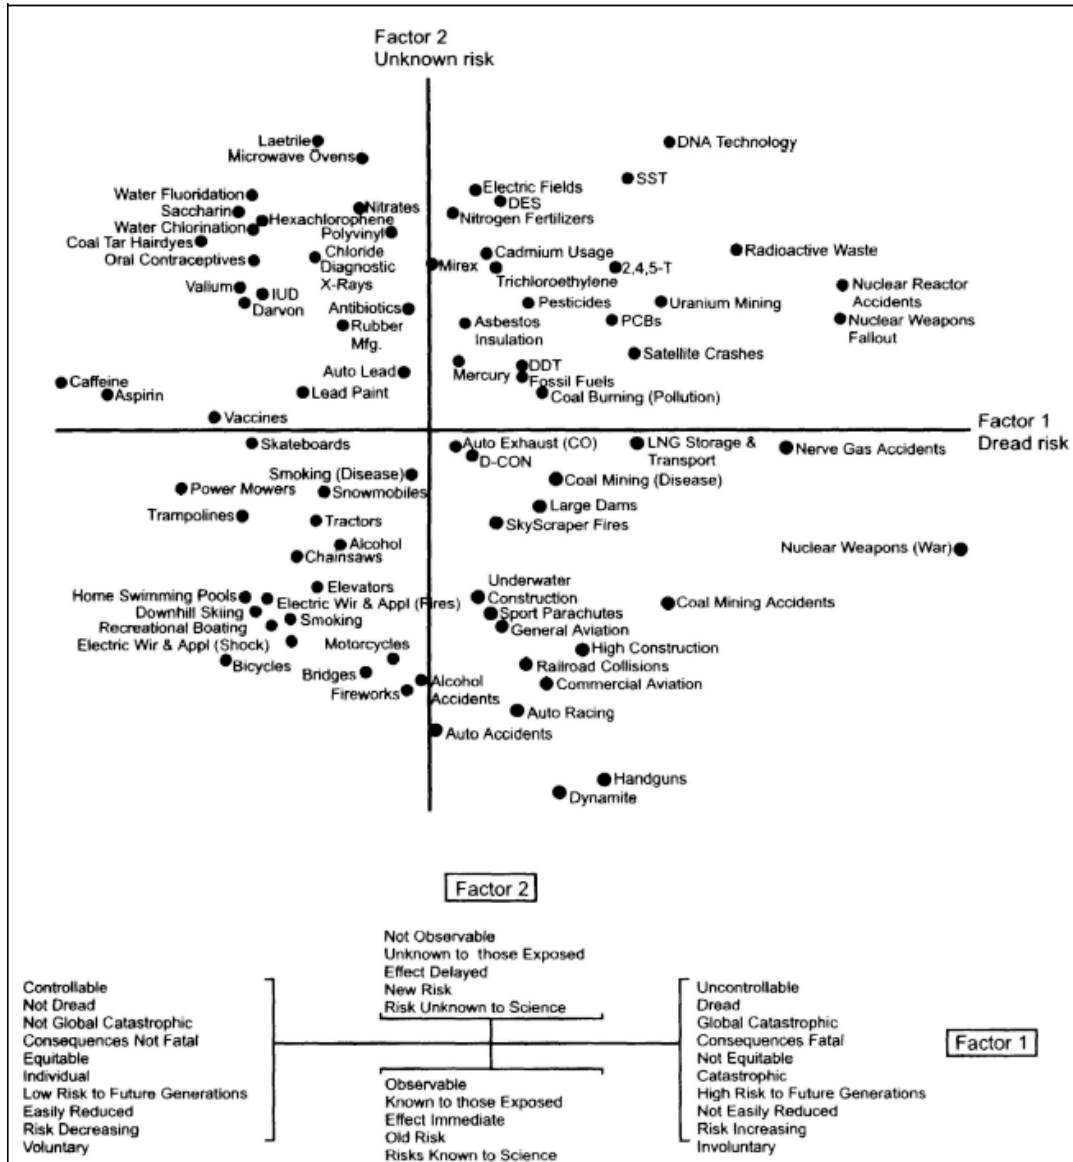 Factor 2
Unknown risk
Laetrile
Microwave Ovens
DNA Technology
SST
Water Fluoridation
Saccharin
Water Chlorination
Coal Tar Hairdyes
Oral Contraceptives
Hexachlorophene
Nitrates
Polyvinyl
Chloride
Diagnostic
X-Rays
Electric Fields
DES
Nitrogen Fertilizers
Mirex
Cadmium Usage
Trichloroethylene
2,4,5-T
Radioactive Waste
Valium
IUD
Darvon
Antibiotics
Rubber
Mfg.
Pesticides
Asbestos
Insulation
PCBs
Uranium Mining
Nuclear Reactor
Accidents
Nuclear Weapons
Fallout
Satellite Crashes
Auto Lead
Lead Paint
Mercury
DDT
Fossil Fuels
Coal Burning (Pollution)
Caffeine
Aspirin
Vaccines
Factor 1
Dread risk
Skateboards
Auto Exhaust (CO)
D-CON
LNG Storage &
Transport
Nerve Gas Accidents
Smoking (Disease)
Snowmobiles
Power Mowers
Trampolines
Tractors
Coal Mining (Disease)
Large Dams
SkyScraper Fires
Alcohol
Chainsaws
Nuclear Weapons (War)
Elevators
Home Swimming Pools
Electric Wir & Appl (Fires)
Downhill Skiing
Smoking
Recreational Boating
Electric Wir & Appl (Shock)
Motorcycles
Bicycles
Bridges
Fireworks
Underwater
Construction
Sport Parachutes
General Aviation
Coal Mining Accidents
High Construction
Railroad Collisions
Commercial Aviation
Alcohol
Accidents
Auto Racing
Auto Accidents
Handguns
Dynamite
Factor 2
Not Observable
Unknown to those Exposed
Effect Delayed
New Risk
Risk Unknown to Science
Controllable
Not Dread
Not Global Catastrophic
Consequences Not Fatal
Equitable
Individual
Low Risk to Future Generations
Easily Reduced
Risk Decreasing
Voluntary
Uncontrollable
Dread
Global Catastrophic
Consequences Fatal
Not Equitable
Catastrophic
High Risk to Future Generations
Not Easily Reduced
Risk Increasing
Involuntary
Factor 1
Observable
Known to those Exposed
Effect Immediate
Old Risk
Risks Known to Science